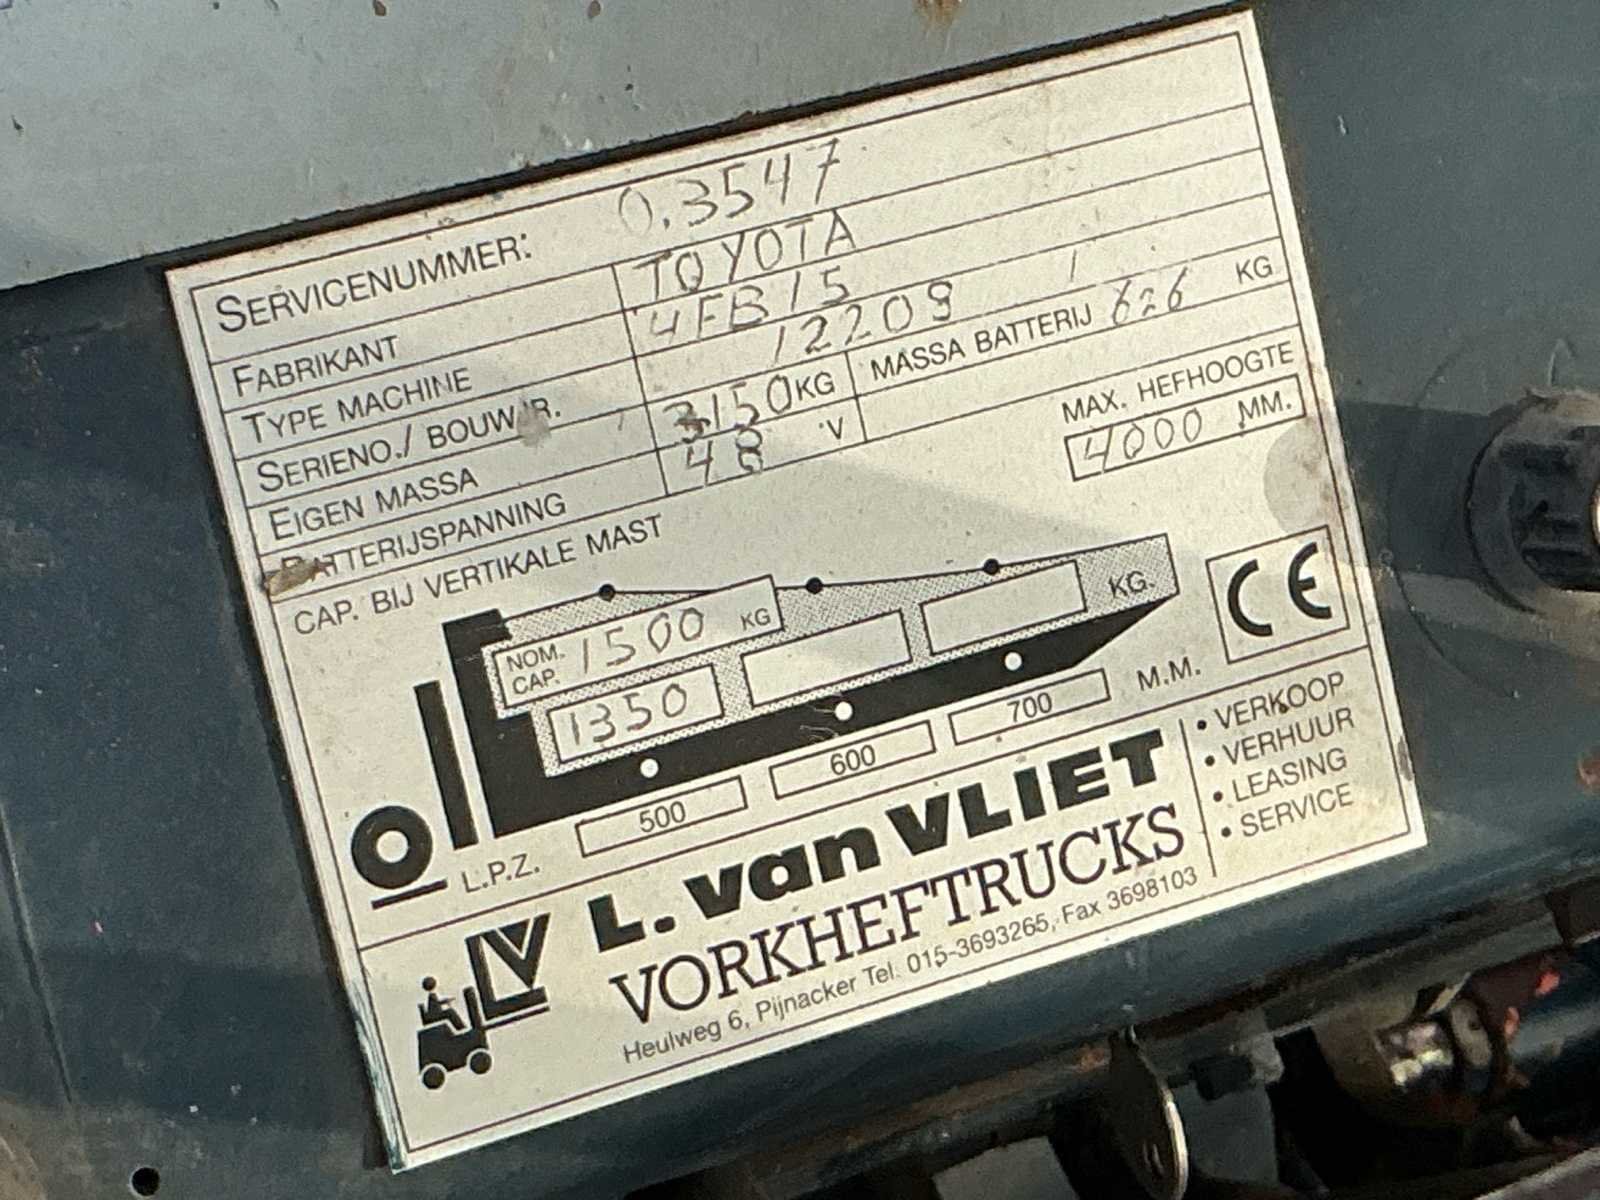 SERVICENUMMER: 0.3547
FABRIKANT TOYOTA
TYPE MACHINE 4FB15
SERIENO./ BOUWJR. 12209 /
EIGEN MASSA 3150 KG MASSA BATTERIJ 626 KG
BATTERIJSPANNING 48 V
CAP. BIJ VERTIKALE MAST
MAX. HEFHOOGTE
4000 MM.
NOM. CAP. 1500 KG
KG.
1350
CE
L.P.Z. 500 600 700 M.M.
LV
L. van VLIET
VORKHEFTRUCKS
Heulweg 6, Pijnacker Tel. 015-3693265, Fax 3698103
• VERKOOP
• VERHUUR
• LEASING
• SERVICE